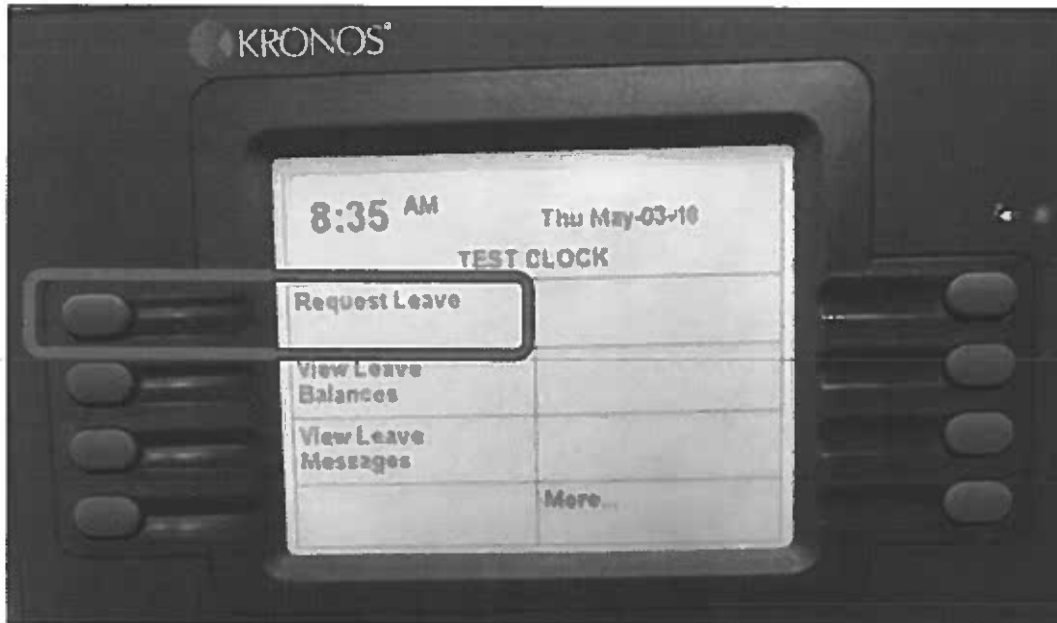 KRONOS®
8:35 AM
Thu May-03-18
TEST CLOCK
Request Leave
View Leave
Balances
View Leave
Messages
More...